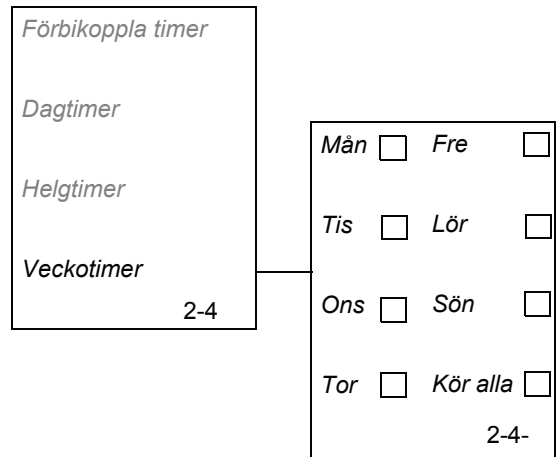 Förbikoppla timer
Dagtimer
Helgtimer
Veckotimer
2-4
Mån Fre
Tis Lör
Ons Sön
Tor Kör alla
2-4-